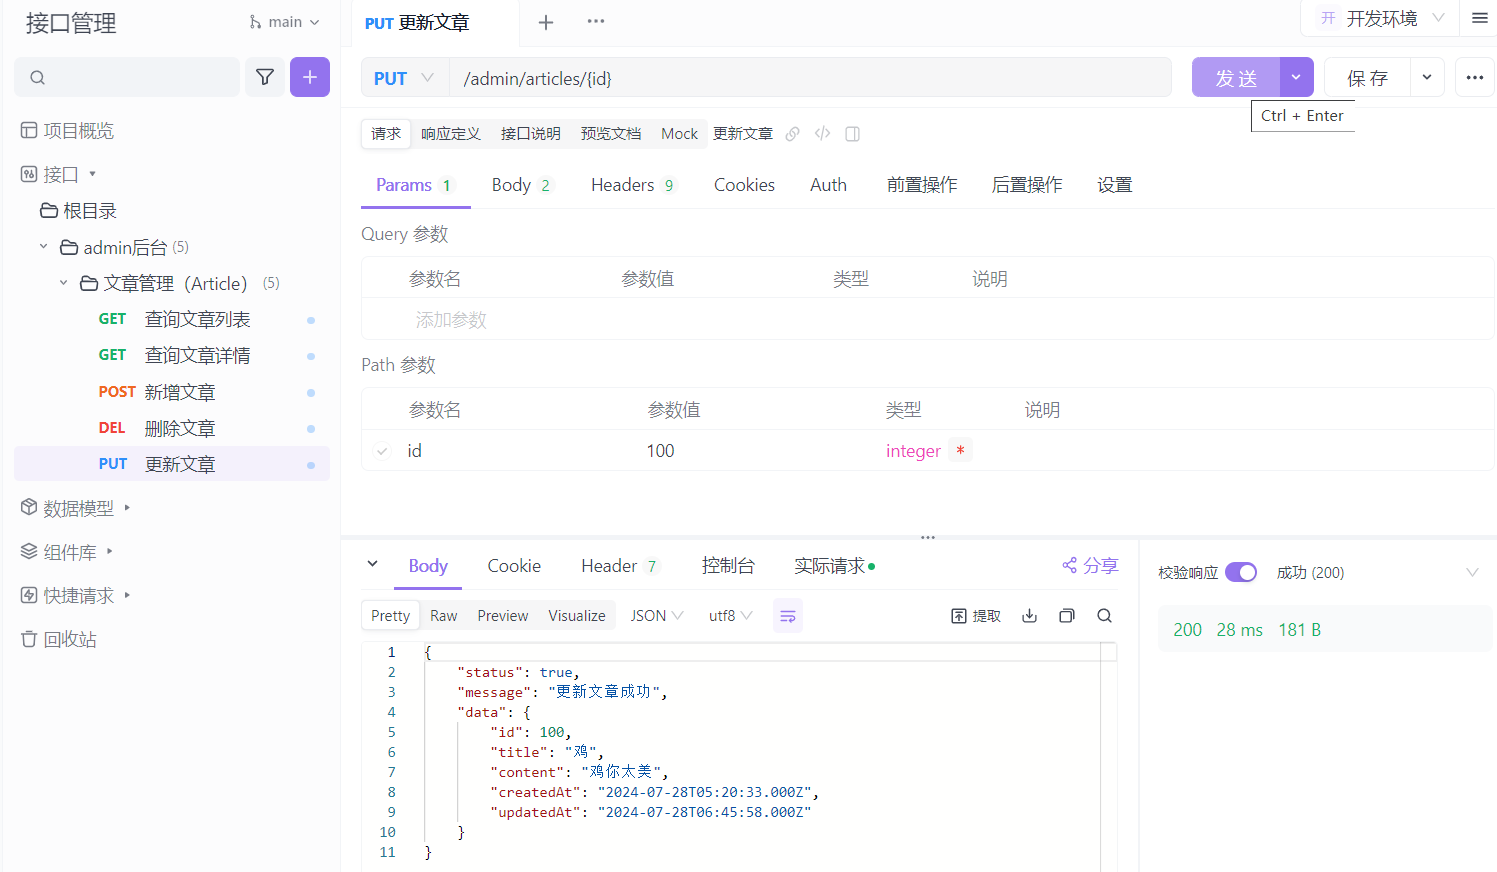 接口管理
main
项目概览
接口
根目录
admin后台 (5)
文章管理（Article） (5)
GET 查询文章列表
GET 查询文章详情
POST 新增文章
DEL 删除文章
PUT 更新文章
数据模型
组件库
快捷请求
回收站
PUT 更新文章
开 开发环境
PUT /admin/articles/{id}
发 送
保 存
Ctrl + Enter
请求 响应定义 接口说明 预览文档 Mock 更新文章
Params 1 Body 2 Headers 9 Cookies Auth 前置操作 后置操作 设置
Query 参数
参数名 参数值 类型 说明
添加参数
Path 参数
参数名 参数值 类型 说明
id 100 integer *
Body Cookie Header 7 控制台 实际请求 分享
Pretty Raw Preview Visualize JSON utf8 提取
1 {
2 "status": true,
3 "message": "更新文章成功",
4 "data": {
5 "id": 100,
6 "title": "鸡",
7 "content": "鸡你太美",
8 "createdAt": "2024-07-28T05:20:33.000Z",
9 "updatedAt": "2024-07-28T06:45:58.000Z"
10 }
11 }
校验响应 成功 (200)
200 28 ms 181 B